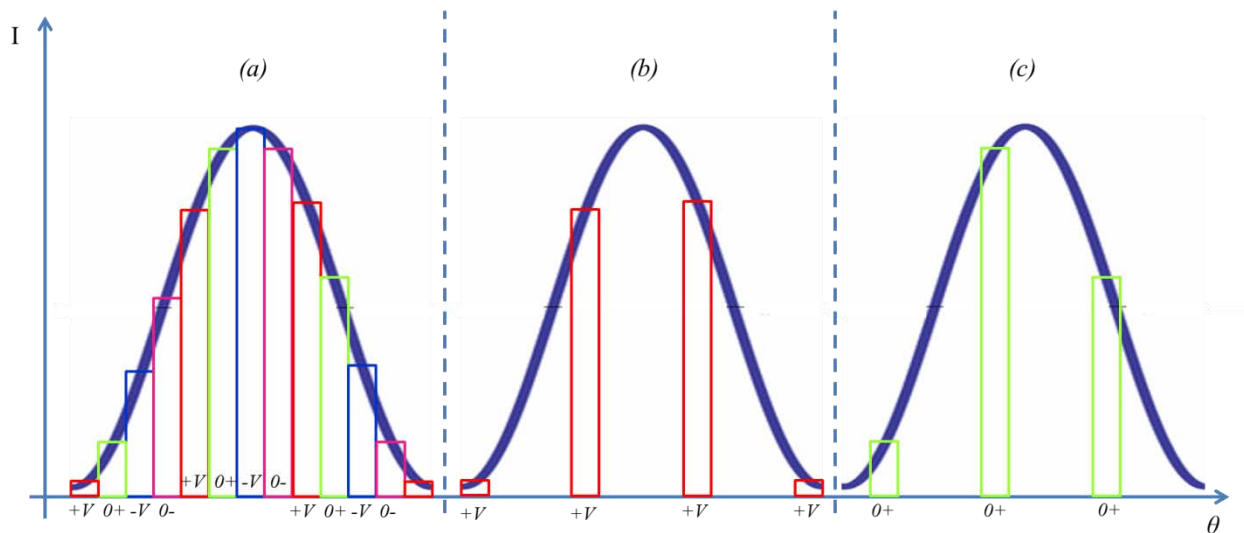 I
(a)
(b)
(c)
+V 0+ -V 0-
+V 0+ -V 0-
+V 0+ -V 0-
+V
+V
+V
+V
0+
0+
0+
θ